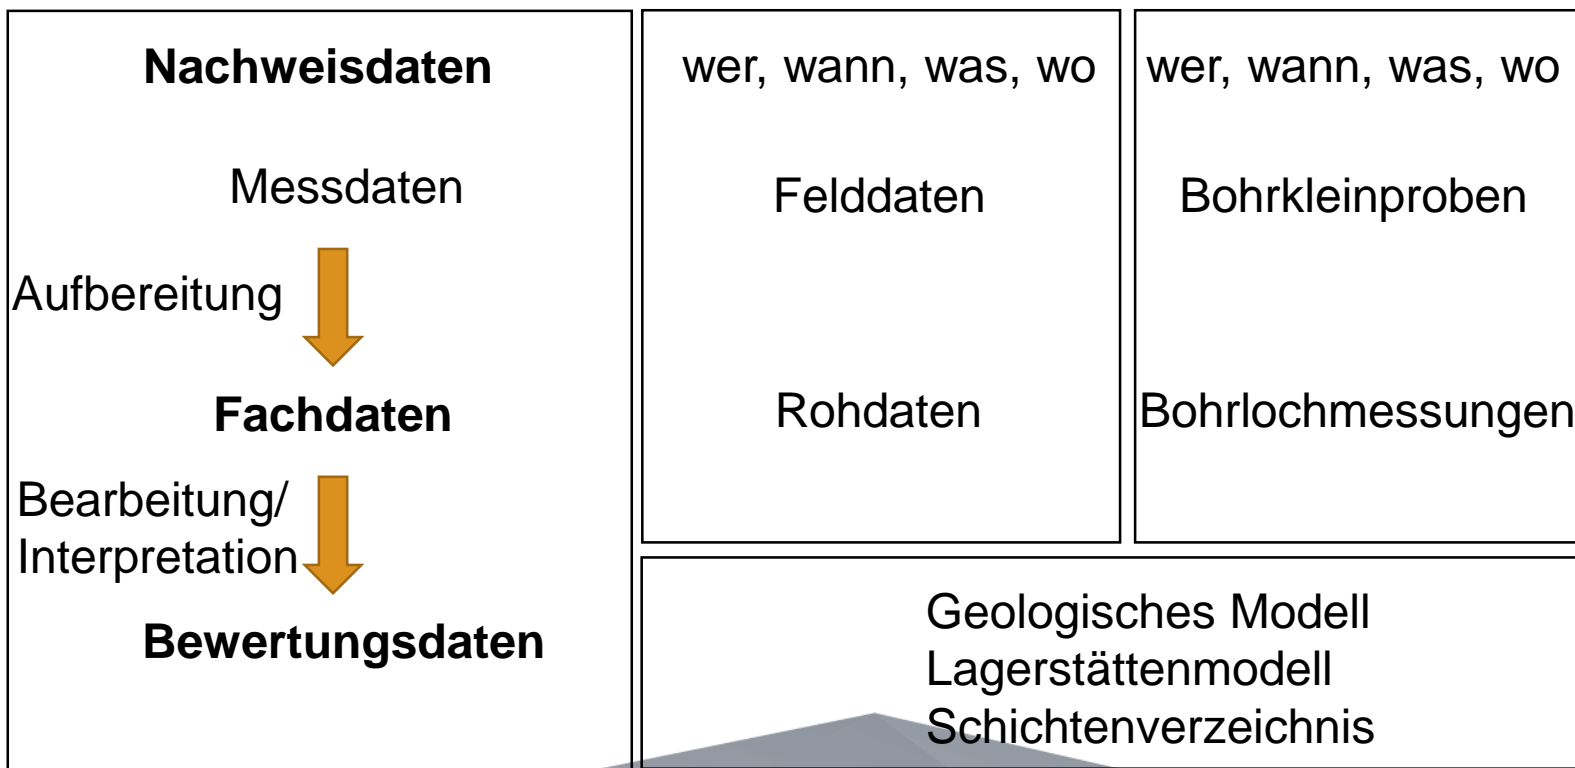 Nachweisdaten
Messdaten
Aufbereitung
Fachdaten
Bearbeitung/
Interpretation
Bewertungsdaten
wer, wann, was, wo
Felddaten
Rohdaten
wer, wann, was, wo
Bohrkleinproben
Bohrlochmessungen
Geologisches Modell
Lagerstättenmodell
Schichtenverzeichnis